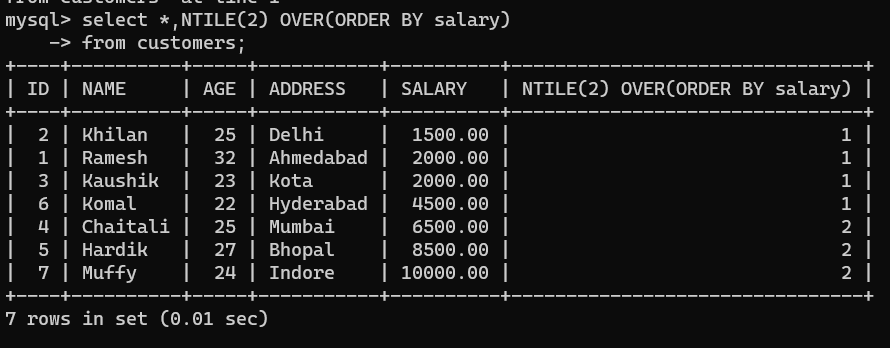 from customers' at line 1
mysql> select *,NTILE(2) OVER(ORDER BY salary)
    -> from customers;
+----+----------+-----+-----------+----------+-------------------------------+
| ID | NAME     | AGE | ADDRESS   | SALARY   | NTILE(2) OVER(ORDER BY salary) |
+----+----------+-----+-----------+----------+-------------------------------+
|  2 | Khilan   |  25 | Delhi     |  1500.00 |                              1 |
|  1 | Ramesh   |  32 | Ahmedabad |  2000.00 |                              1 |
|  3 | Kaushik  |  23 | Kota      |  2000.00 |                              1 |
|  6 | Komal    |  22 | Hyderabad |  4500.00 |                              1 |
|  4 | Chaitali |  25 | Mumbai    |  6500.00 |                              2 |
|  5 | Hardik   |  27 | Bhopal    |  8500.00 |                              2 |
|  7 | Muffy    |  24 | Indore    | 10000.00 |                              2 |
+----+----------+-----+-----------+----------+-------------------------------+
7 rows in set (0.01 sec)